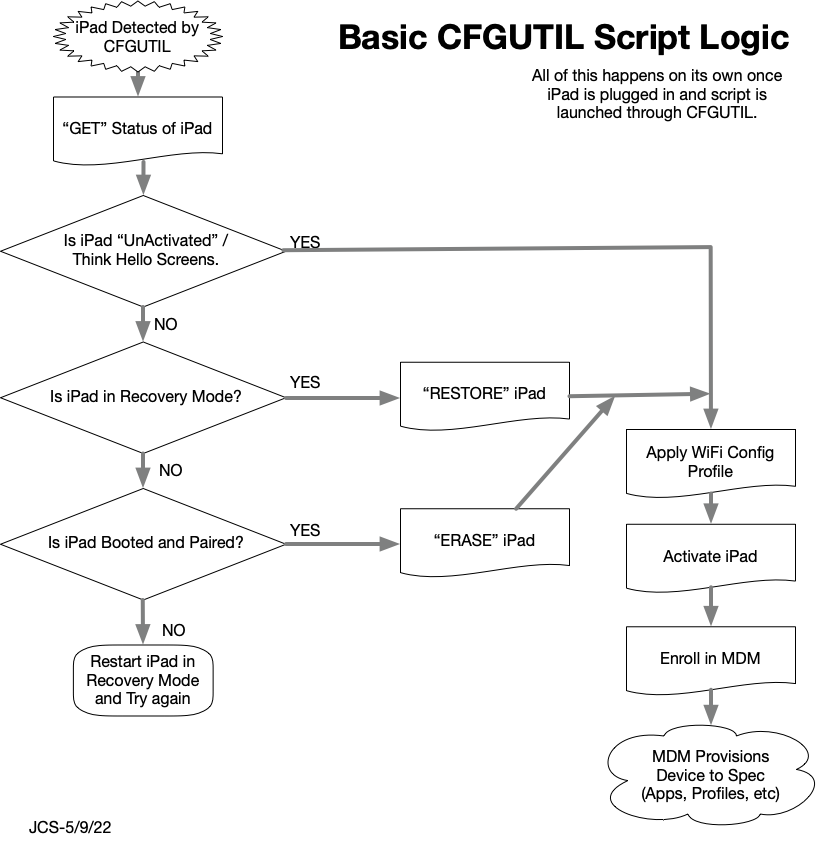 iPad Detected by
CFGUTIL
Basic CFGUTIL Script Logic
All of this happens on its own once
iPad is plugged in and script is
launched through CFGUTIL.
“GET” Status of iPad
Is iPad “UnActivated” /
Think Hello Screens.
YES
NO
Is iPad in Recovery Mode?
YES
“RESTORE” iPad
NO
Is iPad Booted and Paired?
YES
“ERASE” iPad
NO
Restart iPad in
Recovery Mode
and Try again
Apply WiFi Config
Profile
Activate iPad
Enroll in MDM
MDM Provisions
Device to Spec
(Apps, Profiles, etc)
JCS-5/9/22